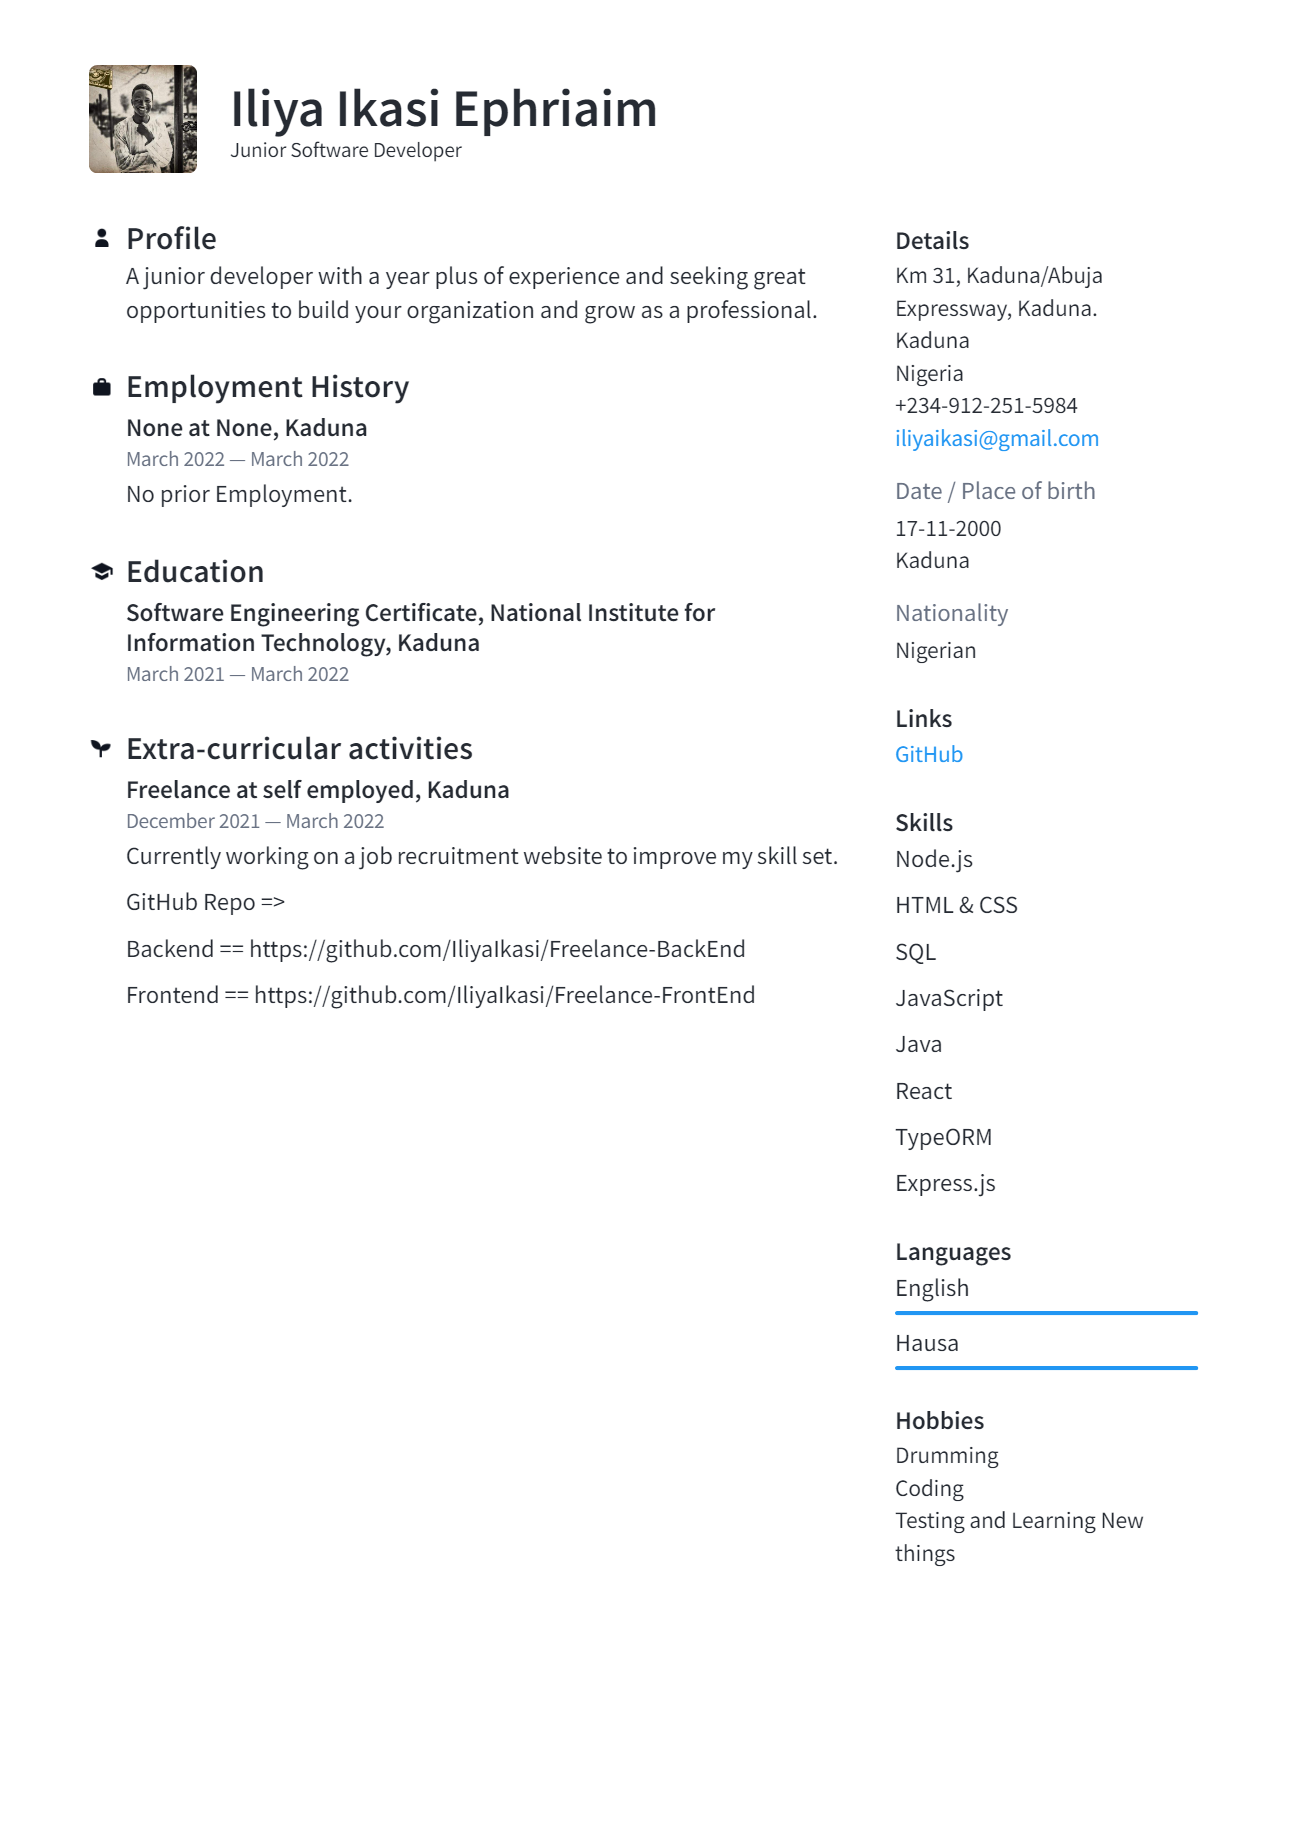 Iliya Ikasi Ephriaim
Junior Software Developer
Profile
A junior developer with a year plus of experience and seeking great
opportunities to build your organization and grow as a professional.
Employment History
None at None, Kaduna
March 2022 — March 2022
No prior Employment.
Education
Software Engineering Certificate, National Institute for
Information Technology, Kaduna
March 2021 — March 2022
Extra-curricular activities
Freelance at self employed, Kaduna
December 2021 — March 2022
Currently working on a job recruitment website to improve my skill set.
GitHub Repo =>
Backend == https://github.com/IliyaIkasi/Freelance-BackEnd
Frontend == https://github.com/IliyaIkasi/Freelance-FrontEnd
Details
Km 31, Kaduna/Abuja
Expressway, Kaduna.
Kaduna
Nigeria
+234-912-251-5984
iliyaikasi@gmail.com
Date / Place of birth
17-11-2000
Kaduna
Nationality
Nigerian
Links
GitHub
Skills
Node.js
HTML & CSS
SQL
JavaScript
Java
React
TypeORM
Express.js
Languages
English
Hausa
Hobbies
Drumming
Coding
Testing and Learning New
things